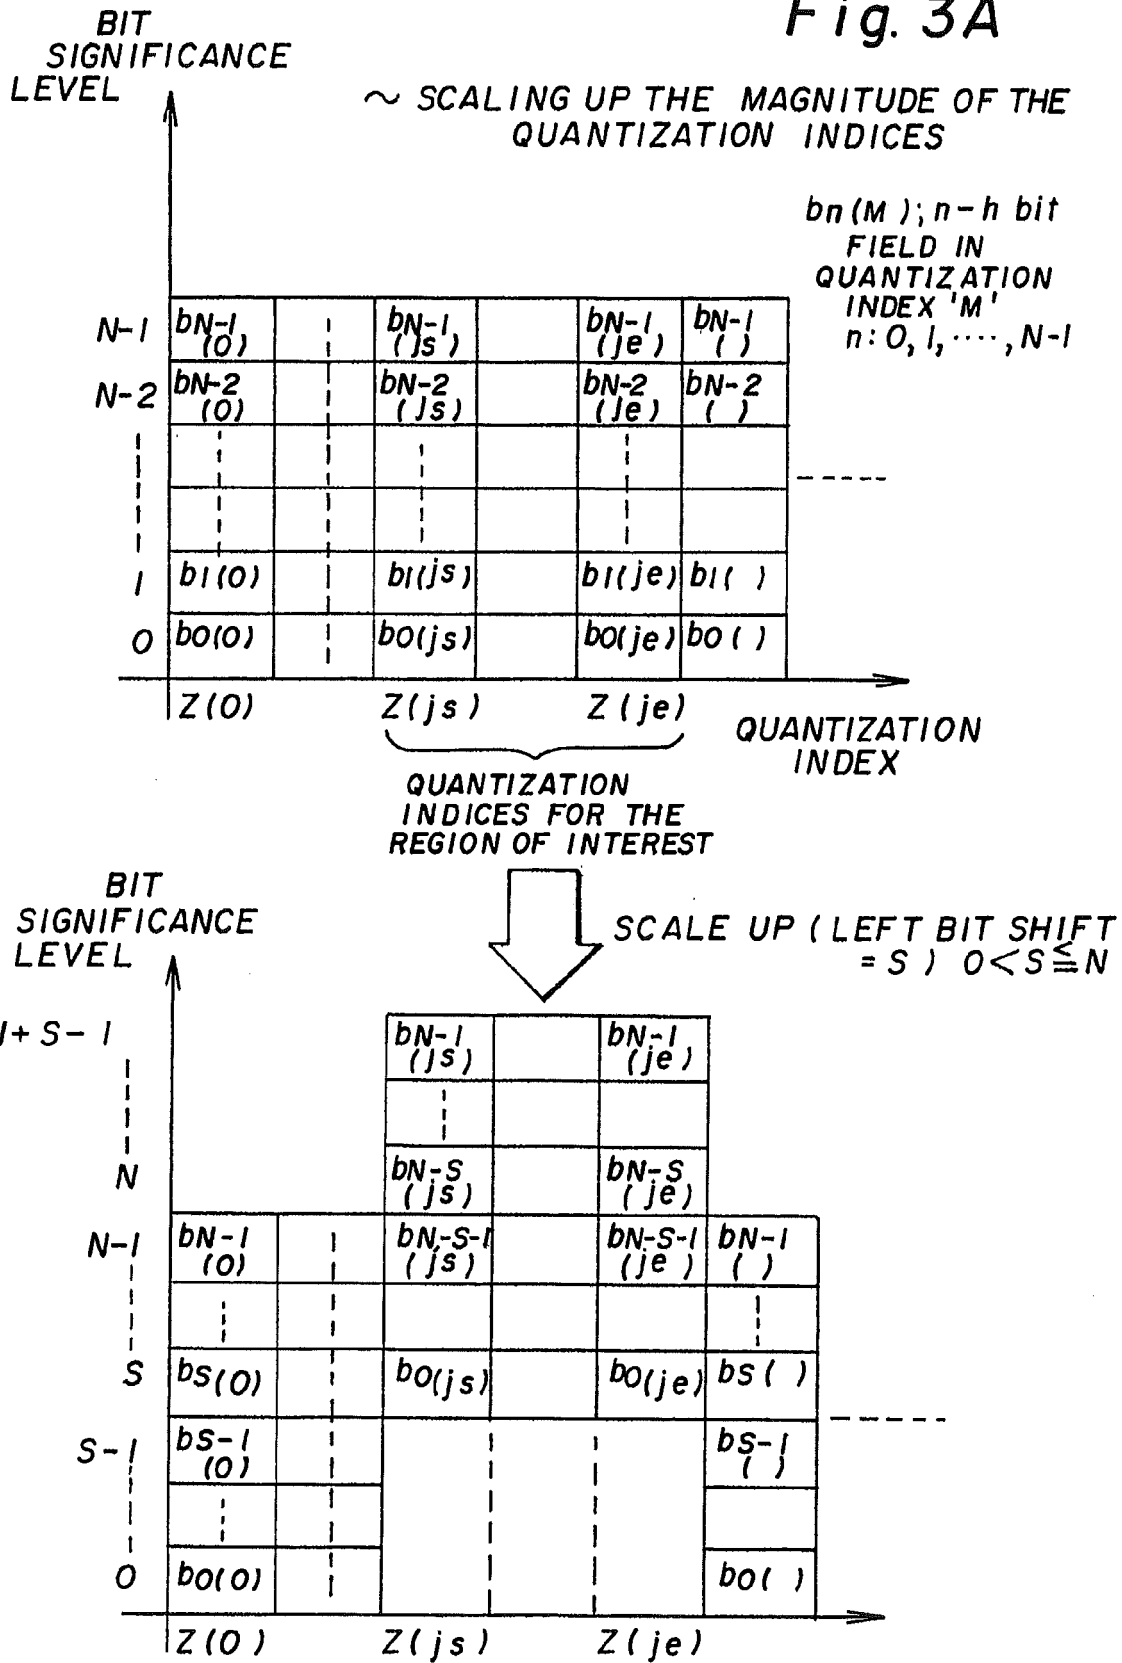 Fig. 3A
BIT
SIGNIFICANCE
LEVEL
~ SCALING UP THE MAGNITUDE OF THE
QUANTIZATION INDICES
bn(M); n-h bit
FIELD IN
QUANTIZATION
INDEX 'M'
n: 0, 1, ····, N-1
N-1 bN-1, bN-1, bN-1, bN-1
(0) (js) (je) ( )
N-2 bN-2 bN-2 bN-2 bN-2
(0) (js) (je) ( )
1 b1(0) b1(js) b1(je) b1( )
0 b0(0) b0(js) b0(je) b0( )
Z(0) Z(js) Z(je)
QUANTIZATION
INDEX
QUANTIZATION
INDICES FOR THE
REGION OF INTEREST
BIT
SIGNIFICANCE
LEVEL
SCALE UP (LEFT BIT SHIFT
= S) 0<S≦N
+ S-1 bN-1 bN-1
(js) (je)
N bN-S bN-S
(js) (je)
N-1 bN-1 bN-S-1 bN-S-1 bN-1
(0) (js) (je) ( )
S bS(0) b0(js) b0(je) bS( )
S-1 bS-1 bS-1
(0) ( )
0 b0(0) b0( )
Z(0) Z(js) Z(je)